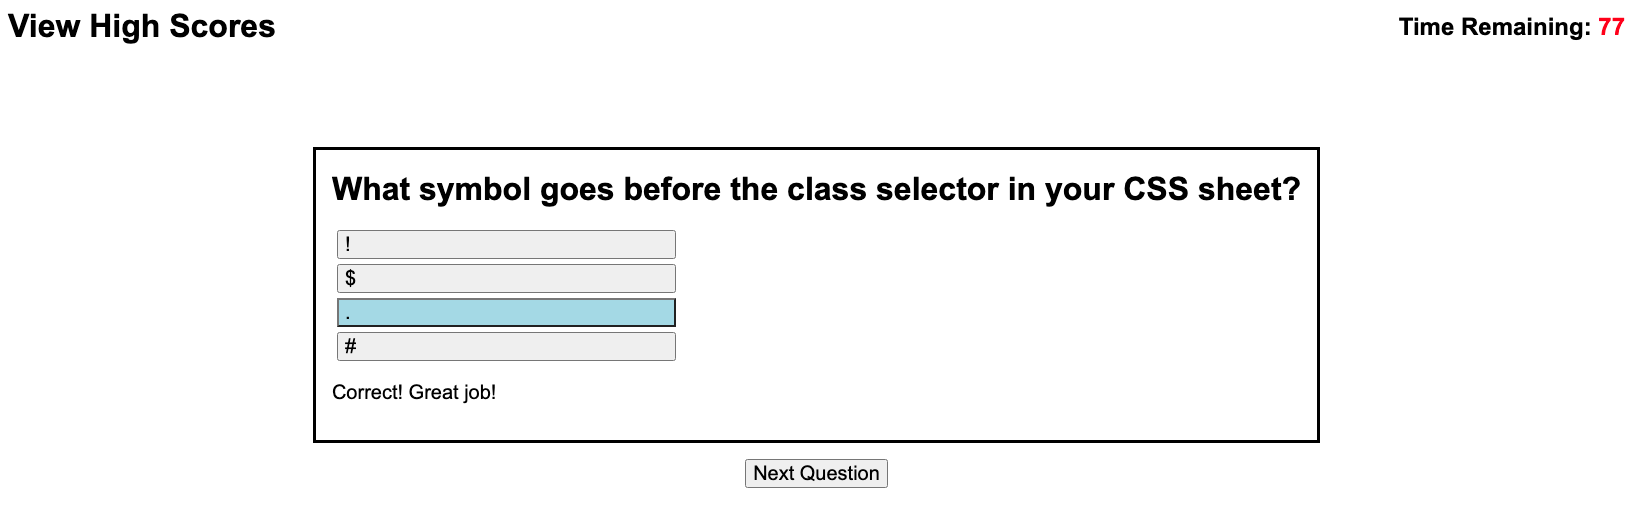 View High Scores
Time Remaining: 77
What symbol goes before the class selector in your CSS sheet?
!
$
.
#
Correct! Great job!
Next Question